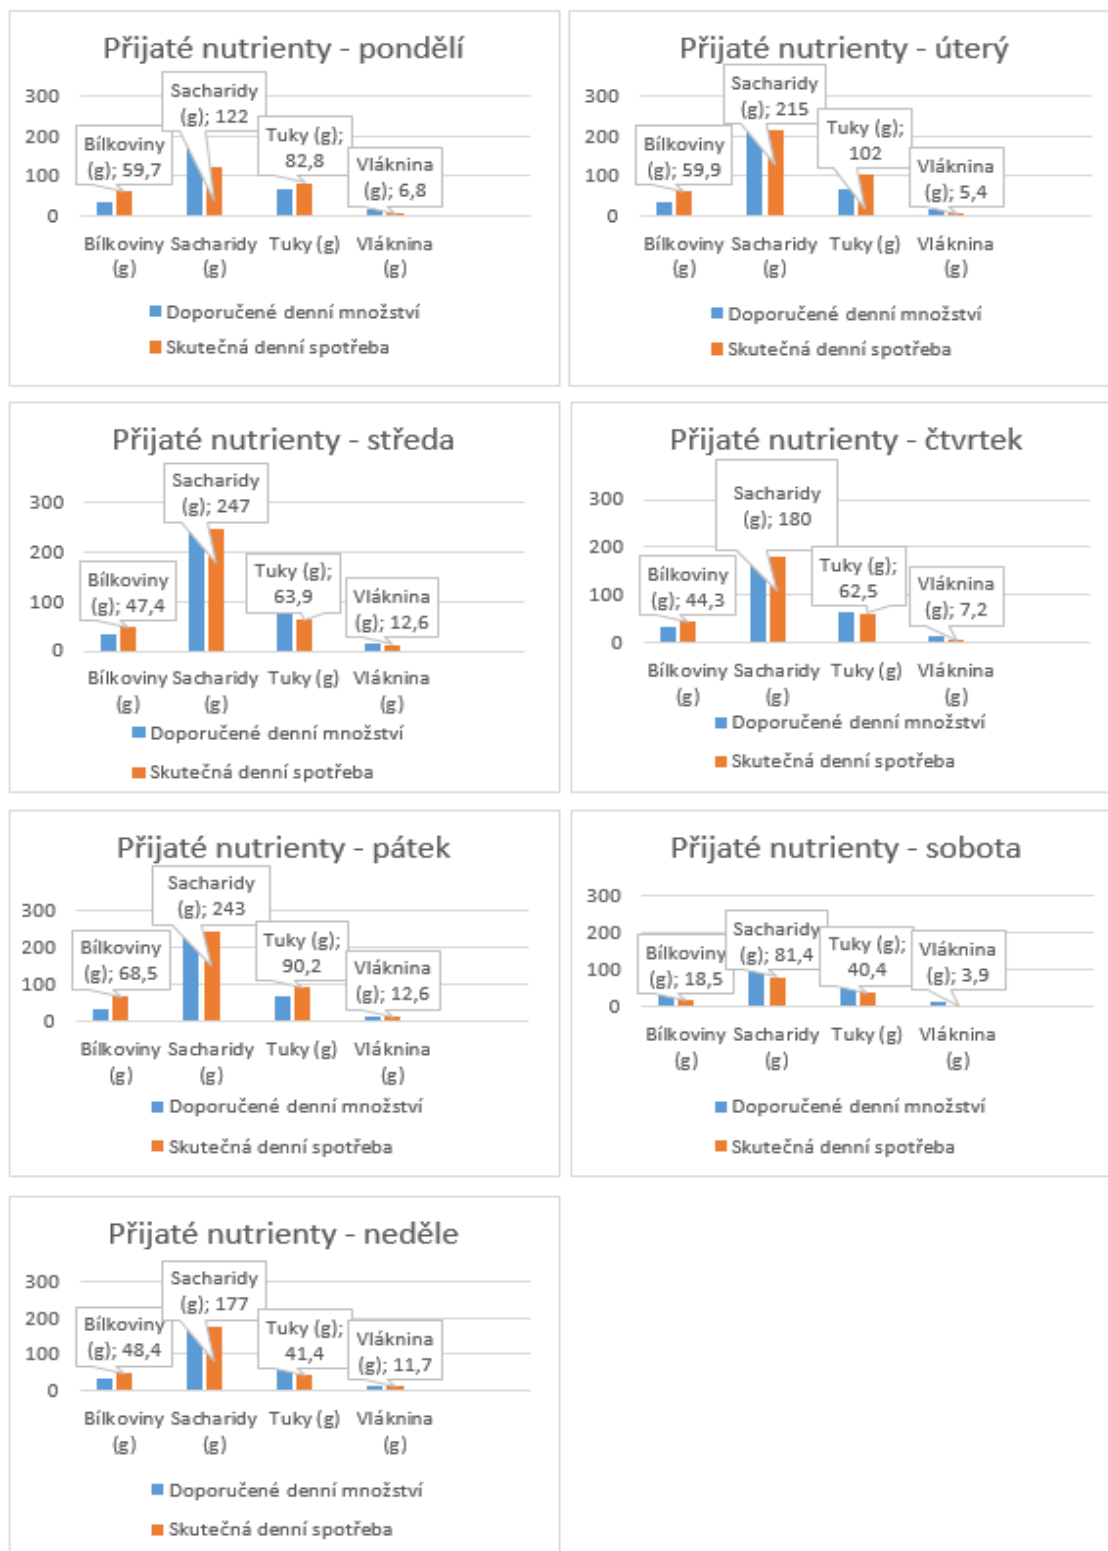 Přijaté nutrienty - pondělí
Sacharidy
(g); 122
Bílkoviny
(g); 59,7
Tuky (g);
82,8
Vláknina
(g); 6,8
300
200
100
0
Bílkoviny
(g)
Sacharidy
(g)
Tuky (g)
Vláknina
(g)
Doporučené denní množství
Skutečná denní spotřeba
Přijaté nutrienty - úterý
Sacharidy
(g); 215
Bílkoviny
(g); 59,9
Tuky (g);
102
Vláknina
(g); 5,4
300
200
100
0
Bílkoviny
(g)
Sacharidy
(g)
Tuky (g)
Vláknina
(g)
Doporučené denní množství
Skutečná denní spotřeba
Přijaté nutrienty - středa
Sacharidy
(g); 247
Bílkoviny
(g); 47,4
Tuky (g);
63,9
Vláknina
(g); 12,6
300
200
100
0
Bílkoviny
(g)
Sacharidy
(g)
Tuky (g)
Vláknina
(g)
Doporučené denní množství
Skutečná denní spotřeba
Přijaté nutrienty - čtvrtek
Sacharidy
(g); 180
Bílkoviny
(g); 44,3
Tuky (g);
62,5
Vláknina
(g); 7,2
300
200
100
0
Bílkoviny
(g)
Sacharidy
(g)
Tuky (g)
Vláknina
(g)
Doporučené denní množství
Skutečná denní spotřeba
Přijaté nutrienty - pátek
Sacharidy
(g); 243
Bílkoviny
(g); 68,5
Tuky (g);
90,2
Vláknina
(g); 12,6
300
200
100
0
Bílkoviny
(g)
Sacharidy
(g)
Tuky (g)
Vláknina
(g)
Doporučené denní množství
Skutečná denní spotřeba
Přijaté nutrienty - sobota
Bílkoviny
(g); 18,5
Sacharidy
(g); 81,4
Tuky (g);
40,4
Vláknina
(g); 3,9
300
200
100
0
Bílkoviny
(g)
Sacharidy
(g)
Tuky (g)
Vláknina
(g)
Doporučené denní množství
Skutečná denní spotřeba
Přijaté nutrienty - neděle
Sacharidy
(g); 177
Bílkoviny
(g); 48,4
Tuky (g);
41,4
Vláknina
(g); 11,7
300
200
100
0
Bílkoviny
(g)
Sacharidy
(g)
Tuky (g)
Vláknina
(g)
Doporučené denní množství
Skutečná denní spotřeba